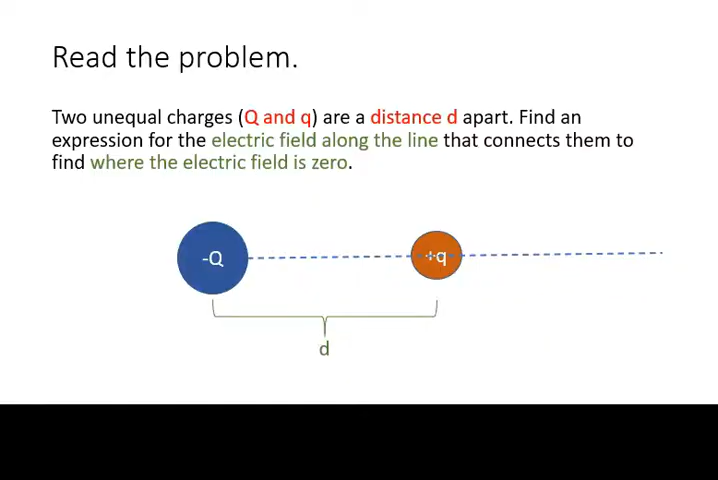 Read the problem.
Two unequal charges (Q and q) are a distance d apart. Find an
expression for the electric field along the line that connects them to
find where the electric field is zero.
-Q
+q
d